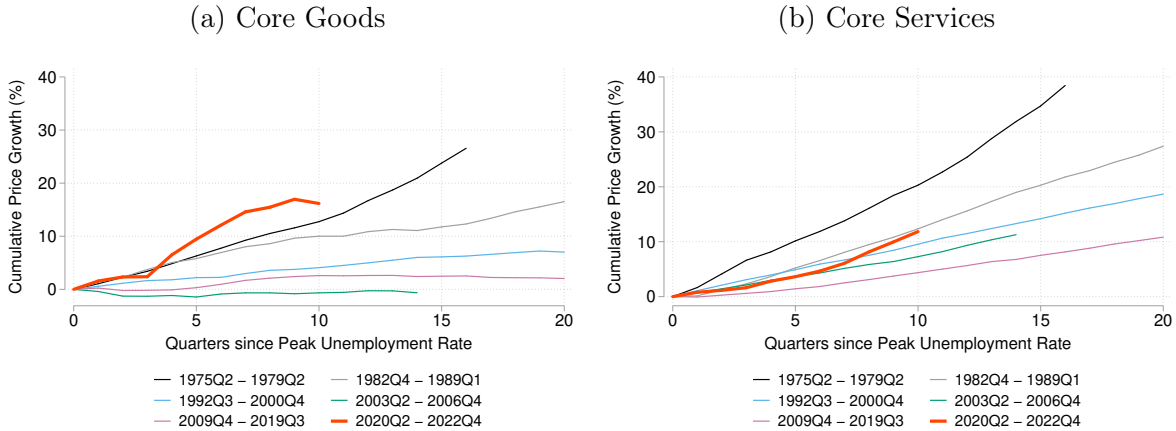 (a) Core Goods
Cumulative Price Growth (%)
40
30
20
10
0
0 5 10 15 20
Quarters since Peak Unemployment Rate
1975Q2 – 1979Q2 1982Q4 – 1989Q1
1992Q3 – 2000Q4 2003Q2 – 2006Q4
2009Q4 – 2019Q3 2020Q2 – 2022Q4
(b) Core Services
Cumulative Price Growth (%)
40
30
20
10
0
0 5 10 15 20
Quarters since Peak Unemployment Rate
1975Q2 – 1979Q2 1982Q4 – 1989Q1
1992Q3 – 2000Q4 2003Q2 – 2006Q4
2009Q4 – 2019Q3 2020Q2 – 2022Q4